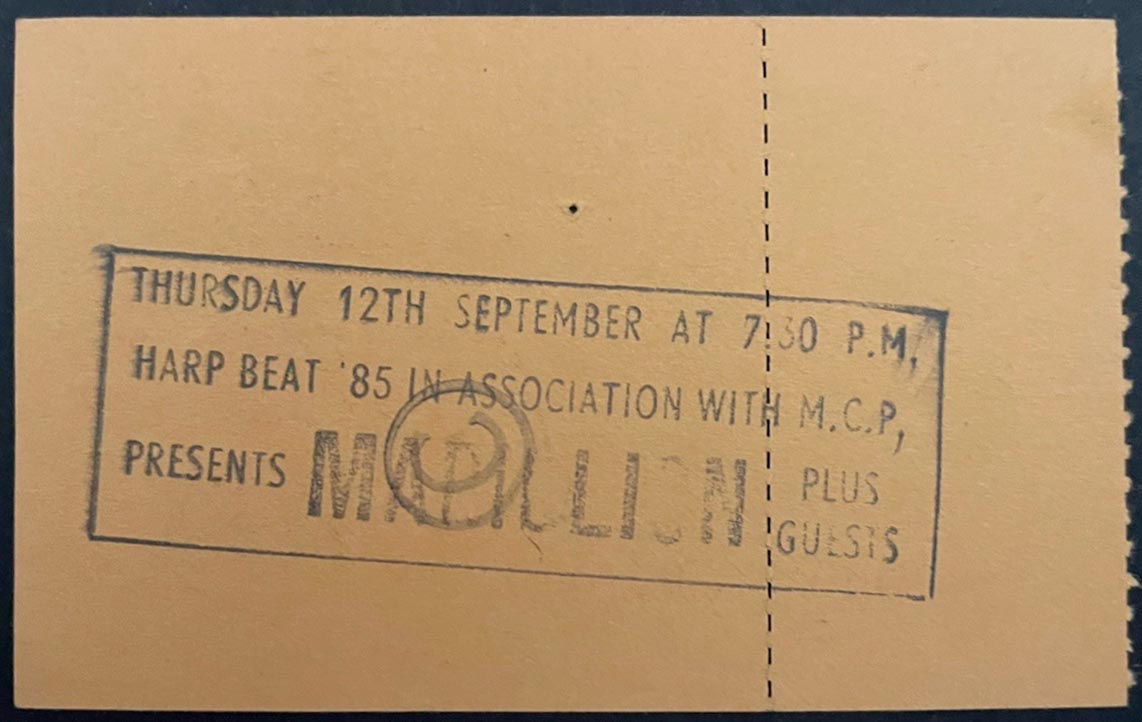 THURSDAY 12TH SEPTEMBER AT 7.30 P.M,
HARP BEAT '85 IN ASSOCIATION WITH M.C.P,
PRESENTS MARILLION PLUS
GUESTS